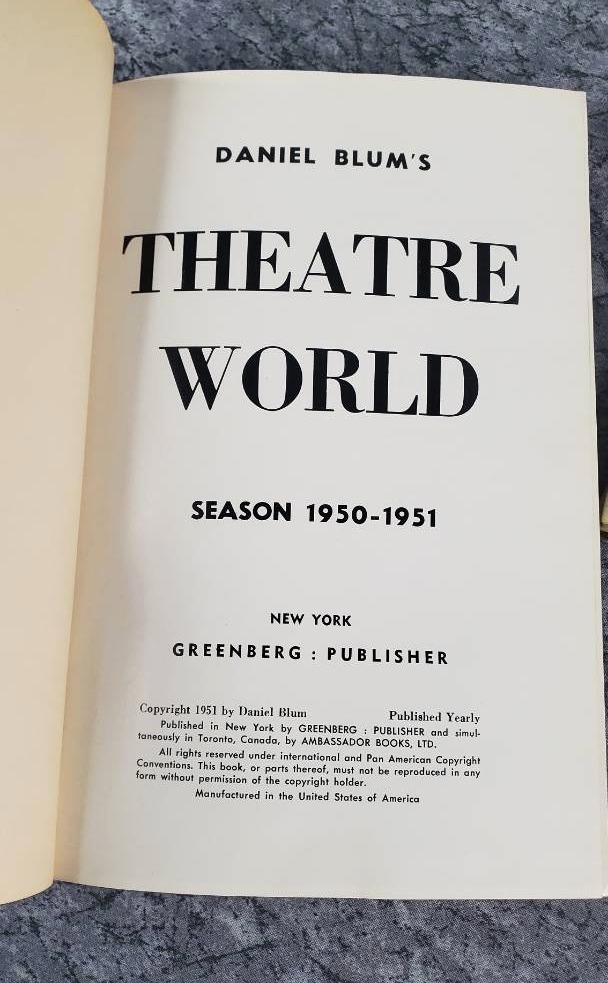 DANIEL BLUM'S
THEATRE
WORLD
SEASON 1950-1951
NEW YORK
GREENBERG : PUBLISHER
Copyright 1951 by Daniel Blum Published Yearly
Published in New York by GREENBERG : PUBLISHER and simul-
taneously in Toronto, Canada, by AMBASSADOR BOOKS, LTD.
All rights reserved under international and Pan American Copyright
Conventions. This book, or parts thereof, must not be reproduced in any
form without permission of the copyright holder.
Manufactured in the United States of America